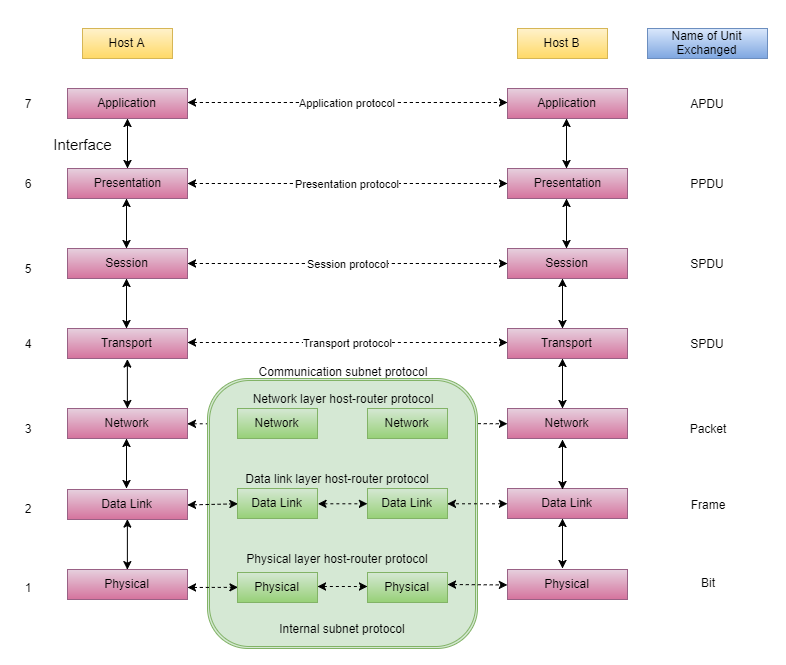 Host A
Host B
Name of Unit
Exchanged
7
Application
Application protocol
Application
APDU
Interface
6
Presentation
Presentation protocol
Presentation
PPDU
5
Session
Session protocol
Session
SPDU
4
Transport
Transport protocol
Transport
SPDU
Communication subnet protocol
Network layer host-router protocol
3
Network
Network
Network
Network
Packet
Data link layer host-router protocol
2
Data Link
Data Link
Data Link
Data Link
Frame
Physical layer host-router protocol
1
Physical
Physical
Physical
Physical
Bit
Internal subnet protocol